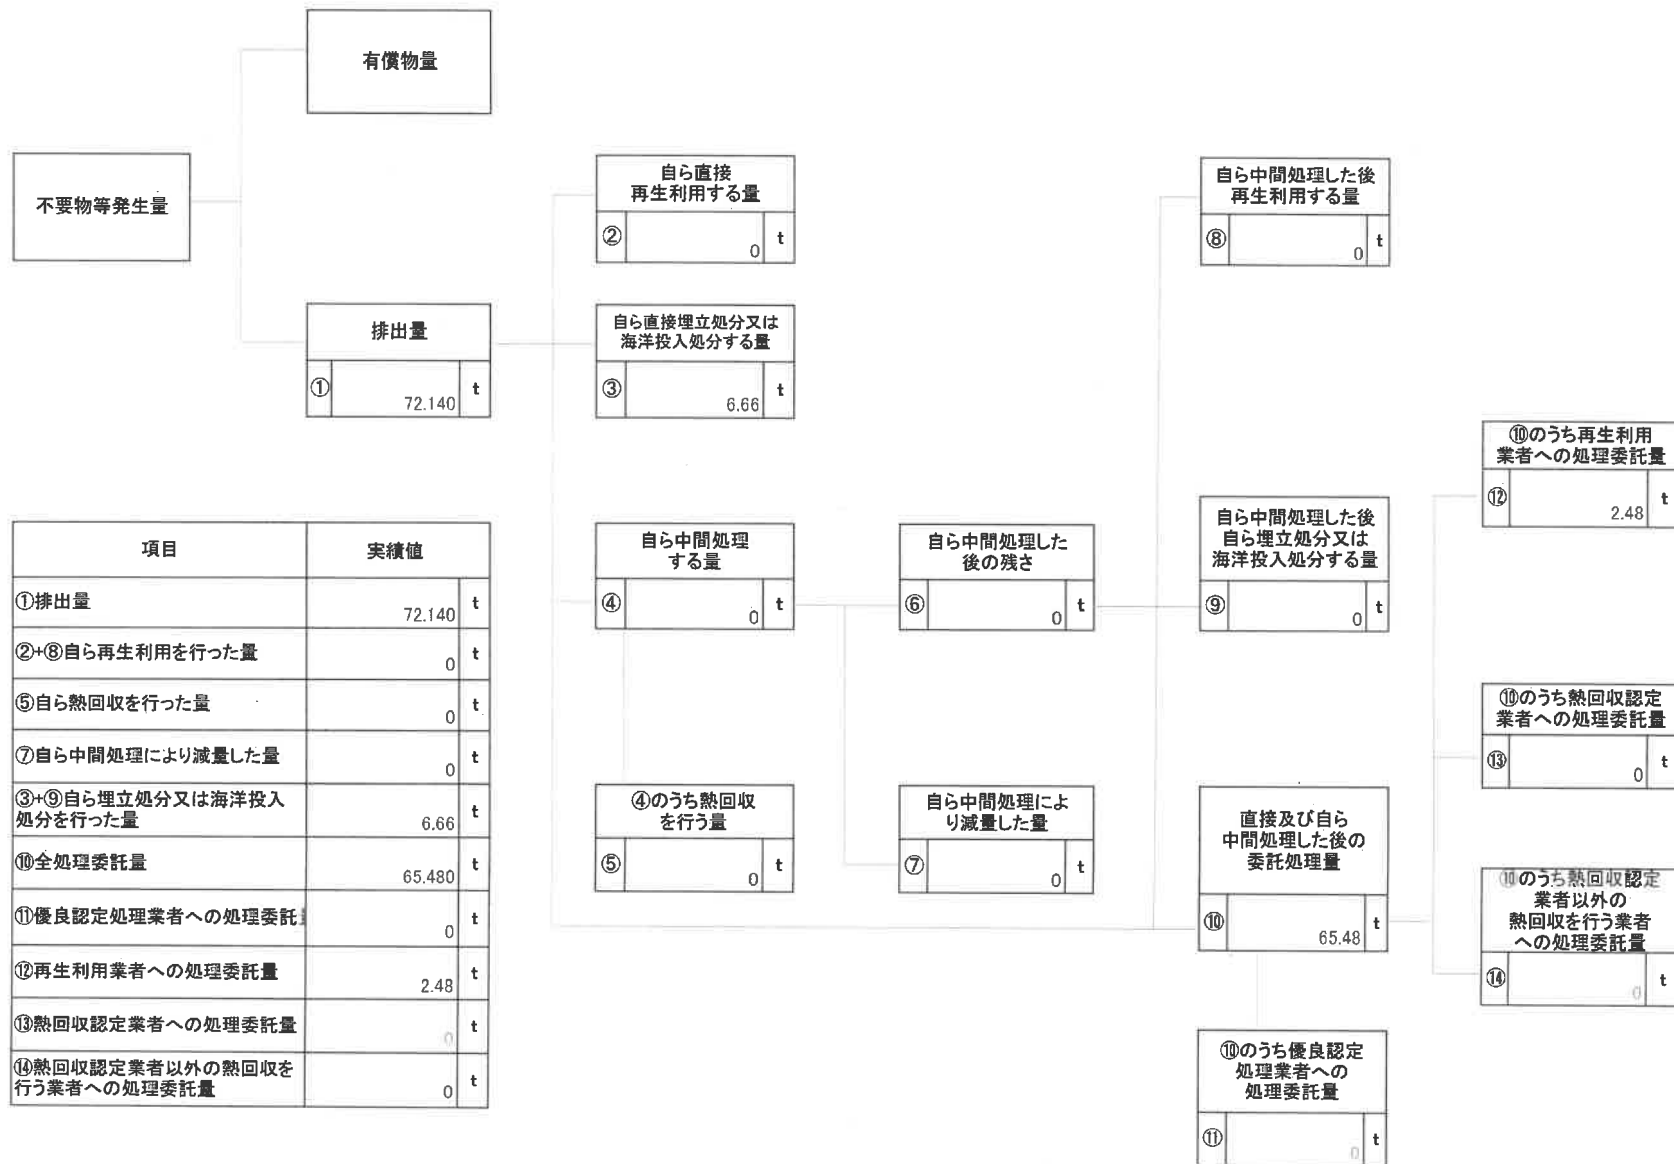 有償物量
不要物等発生量
自ら直接
再生利用する量
② 0 t
自ら中間処理した後
再生利用する量
⑧ 0 t
排出量
① 72.140 t
自ら直接埋立処分又は
海洋投入処分する量
③ 6.66 t
⑩のうち再生利用
業者への処理委託量
⑫ 2.48 t
自ら中間処理
する量
④ 0 t
自ら中間処理した
後の残さ
⑥ 0 t
自ら中間処理した後
自ら埋立処分又は
海洋投入処分する量
⑨ 0 t
⑩のうち熱回収認定
業者への処理委託量
⑬ 0 t
④のうち熱回収
を行う量
⑤ 0 t
自ら中間処理によ
り減量した量
⑦ 0 t
直接及び自ら
中間処理した後の
委託処理量
⑩ 65.48 t
⑩のうち熱回収認定
業者以外の
熱回収を行う業者
への処理委託量
⑭ 0 t
⑩のうち優良認定
処理業者への
処理委託量
⑪ 0 t
項目 実績値
①排出量 72.140 t
②+⑧自ら再生利用を行った量 0 t
⑤自ら熱回収を行った量 0 t
⑦自ら中間処理により減量した量 0 t
③+⑨自ら埋立処分又は海洋投入
処分を行った量 6.66 t
⑩全処理委託量 65.480 t
⑪優良認定処理業者への処理委託 0 t
⑫再生利用業者への処理委託量 2.48 t
⑬熱回収認定業者への処理委託量 0 t
⑭熱回収認定業者以外の熱回収を
行う業者への処理委託量 0 t